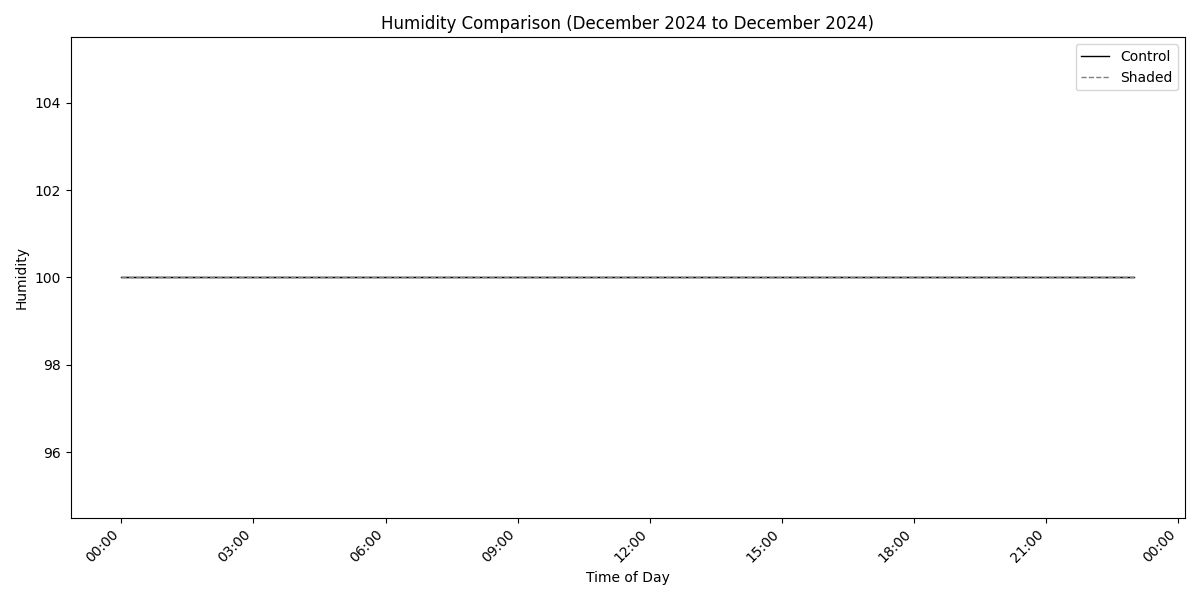 Humidity Comparison (December 2024 to December 2024)
Control
Shaded
104
102
100
98
96
Humidity
00:00
03:00
06:00
09:00
12:00
15:00
18:00
21:00
00:00
Time of Day